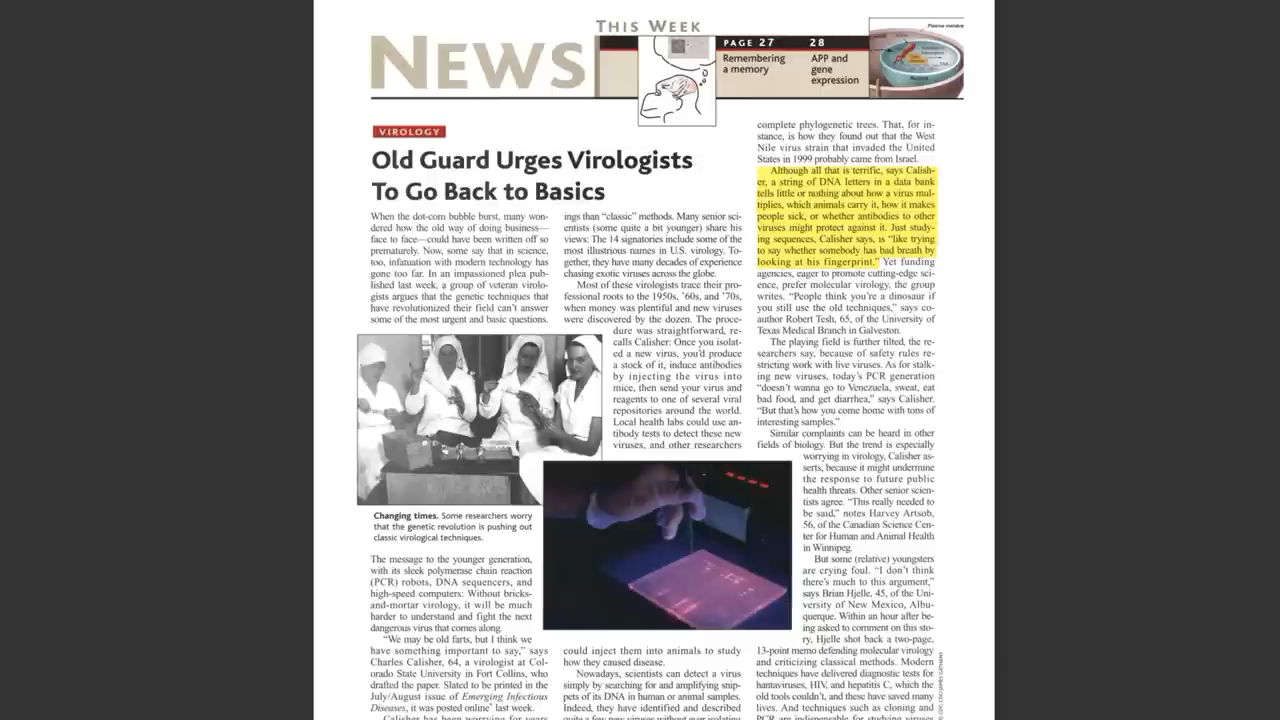 THIS WEEK
NEWS
PAGE 27
Remembering
a memory
28
APP and
gene
expression
VIROLOGY
Old Guard Urges Virologists
To Go Back to Basics
When the dot-com bubble burst, many won-
dered how the old way of doing business—
face to face—could have been written off so
prematurely. Now, some say that in science,
too, infatuation with modern technology has
gone too far. In an impassioned plea pub-
lished last week, a group of veteran virolo-
gists argues that the genetic techniques that
have revolutionized their field can't answer
some of the most urgent and basic questions.
Changing times. Some researchers worry
that the genetic revolution is pushing out
classic virological techniques.
The message to the younger generation,
with its sleek polymerase chain reaction
(PCR) robots, DNA sequencers, and
high-speed computers: Without bricks-
and-mortar virology, it will be much
harder to understand and fight the next
dangerous virus that comes along.
"We may be old farts, but I think we
have something important to say," says
Charles Calisher, 64, a virologist at Col-
orado State University in Fort Collins, who
drafted the paper. Slated to be printed in the
July/August issue of Emerging Infectious
Diseases, it was posted online* last week.
Calisher has been worrying for years
ings than "classic" methods. Many senior sci-
entists (some quite a bit younger) share his
views: The 14 signatories include some of the
most illustrious names in U.S. virology. To-
gether, they have many decades of experience
chasing exotic viruses across the globe.
Most of these virologists trace their pro-
fessional roots to the 1950s, '60s, and '70s,
when money was plentiful and new viruses
were discovered by the dozen. The proce-
dure was straightforward, re-
calls Calisher: Once you isolat-
ed a new virus, you'd produce
a stock of it, induce antibodies
by injecting the virus into
mice, then send your virus and
reagents to one of several viral
repositories around the world.
Local health labs could use an-
tibody tests to detect these new
viruses, and other researchers
could inject them into animals to study
how they caused disease.
Nowadays, scientists can detect a virus
simply by searching for and amplifying snip-
pets of its DNA in human or animal samples.
Indeed, they have identified and described
quite a few new viruses without ever isolating
complete phylogenetic trees. That, for in-
stance, is how they found out that the West
Nile virus strain that invaded the United
States in 1999 probably came from Israel.
Although all that is terrific, says Calish-
er, a string of DNA letters in a data bank
tells little or nothing about how a virus mul-
tiplies, which animals carry it, how it makes
people sick, or whether antibodies to other
viruses might protect against it. Just study-
ing sequences, Calisher says, is "like trying
to say whether somebody has bad breath by
looking at his fingerprint." Yet funding
agencies, eager to promote cutting-edge sci-
ence, prefer molecular virology, the group
writes. "People think you're a dinosaur if
you still use the old techniques," says co-
author Robert Tesh, 65, of the University of
Texas Medical Branch in Galveston.
The playing field is further tilted, the re-
searchers say, because of safety rules re-
stricting work with live viruses. As for stalk-
ing new viruses, today's PCR generation
"doesn't wanna go to Venezuela, sweat, eat
bad food, and get diarrhea," says Calisher.
"But that's how you come home with tons of
interesting samples."
Similar complaints can be heard in other
fields of biology. But the trend is especially
worrying in virology, Calisher as-
serts, because it might undermine
the response to future public
health threats. Other senior scien-
tists agree. "This really needed to
be said," notes Harvey Artsob,
56, of the Canadian Science Cen-
ter for Human and Animal Health
in Winnipeg.
But some (relative) youngsters
are crying foul. "I don't think
there's much to this argument,"
says Brian Hjelle, 45, of the Uni-
versity of New Mexico, Albu-
querque. Within an hour after be-
ing asked to comment on this sto-
ry, Hjelle shot back a two-page,
13-point memo defending molecular virology
and criticizing classical methods. Modern
techniques have delivered diagnostic tests for
hantaviruses, HIV, and hepatitis C, which the
old tools couldn't, and these have saved many
lives. And techniques such as cloning and
PCR are indispensable for studying viruses